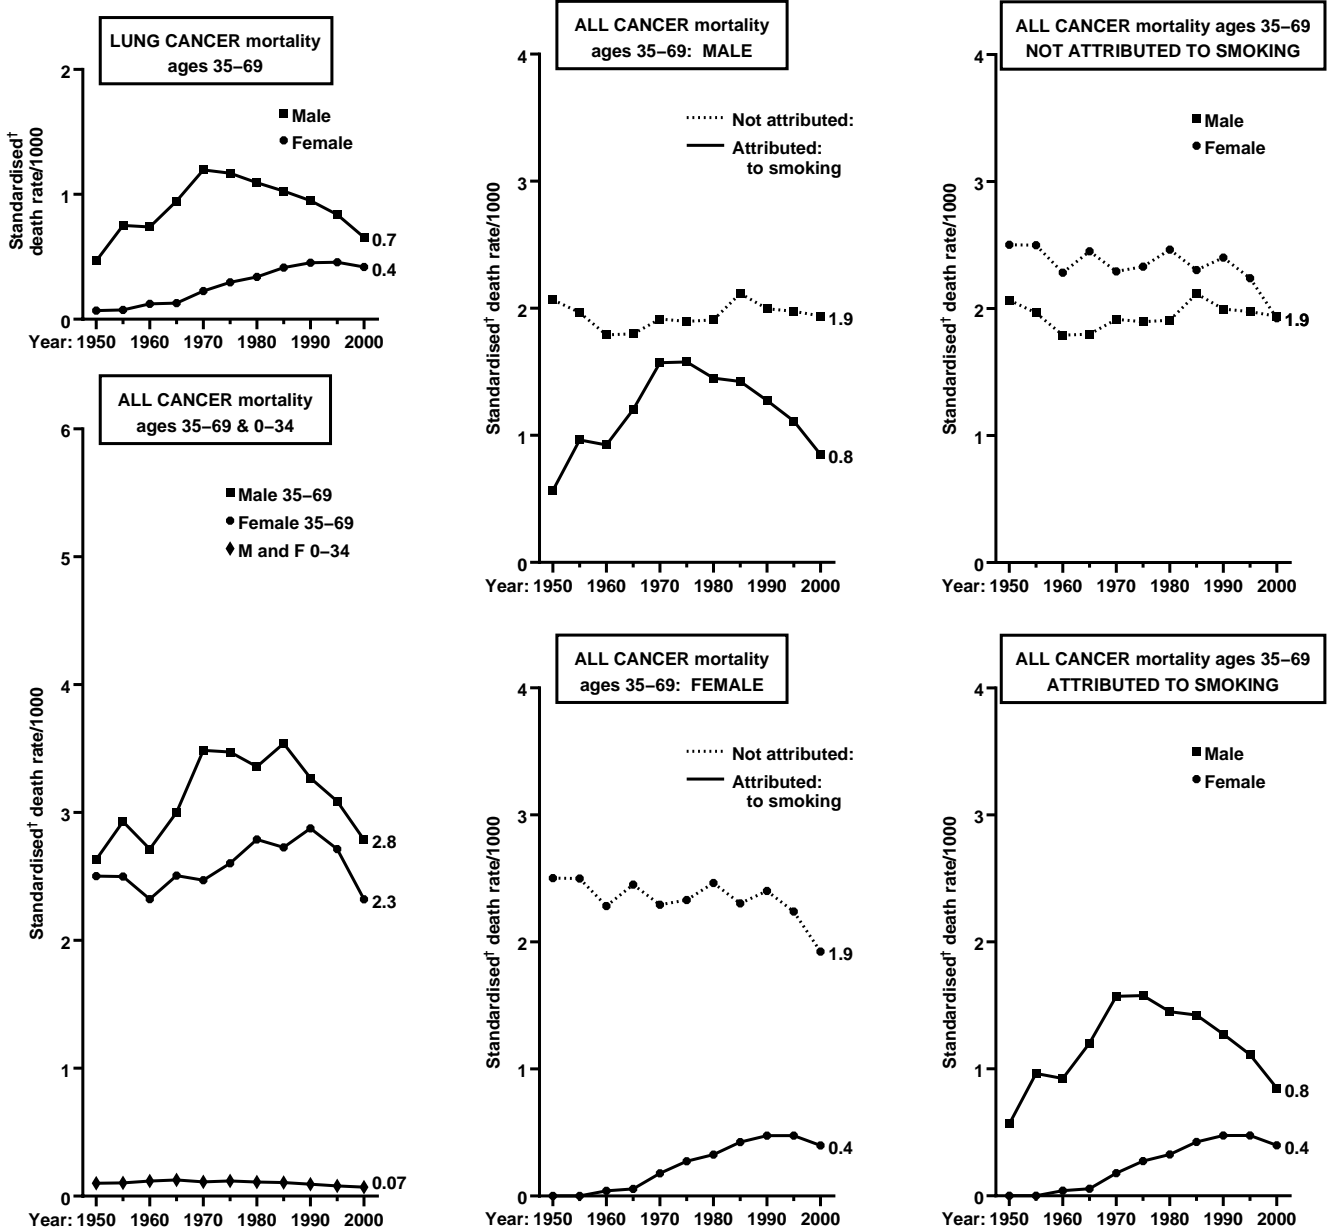 LUNG CANCER mortality
ages 35–69
2
1
0
Standardised†
death rate/1000
Male
Female
0.7
0.4
Year: 1950 1960 1970 1980 1990 2000
ALL CANCER mortality
ages 35–69 & 0–34
6
5
4
3
2
1
0
Standardised† death rate/1000
Male 35–69
Female 35–69
M and F 0–34
2.8
2.3
0.07
Year: 1950 1960 1970 1980 1990 2000
ALL CANCER mortality
ages 35–69: MALE
4
3
2
1
0
Standardised† death rate/1000
Not attributed:
Attributed:
to smoking
1.9
0.8
Year: 1950 1960 1970 1980 1990 2000
ALL CANCER mortality
ages 35–69: FEMALE
4
3
2
1
0
Standardised† death rate/1000
Not attributed:
Attributed:
to smoking
1.9
0.4
Year: 1950 1960 1970 1980 1990 2000
ALL CANCER mortality ages 35–69
NOT ATTRIBUTED TO SMOKING
4
3
2
1
0
Standardised† death rate/1000
Male
Female
1.9
Year: 1950 1960 1970 1980 1990 2000
ALL CANCER mortality ages 35–69
ATTRIBUTED TO SMOKING
4
3
2
1
0
Standardised† death rate/1000
Male
Female
0.8
0.4
Year: 1950 1960 1970 1980 1990 2000